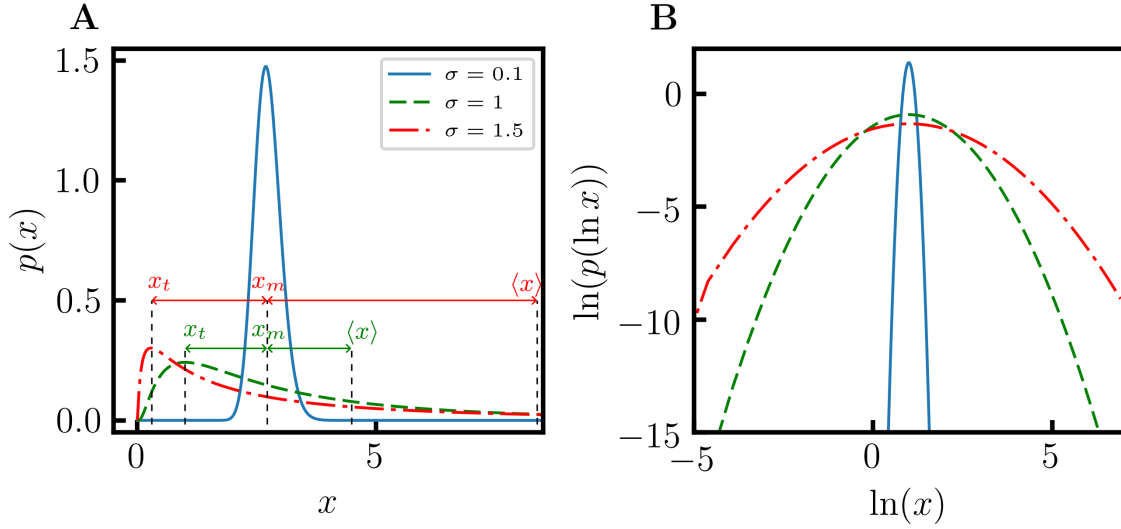 A
1.5
1.0
0.5
0.0
p(x)
σ = 0.1
σ = 1
σ = 1.5
x_t
x_m
⟨x⟩
x_t
x_m
⟨x⟩
0
5
x
B
0
−5
−10
−15
ln(p(ln x))
−5
0
5
ln(x)